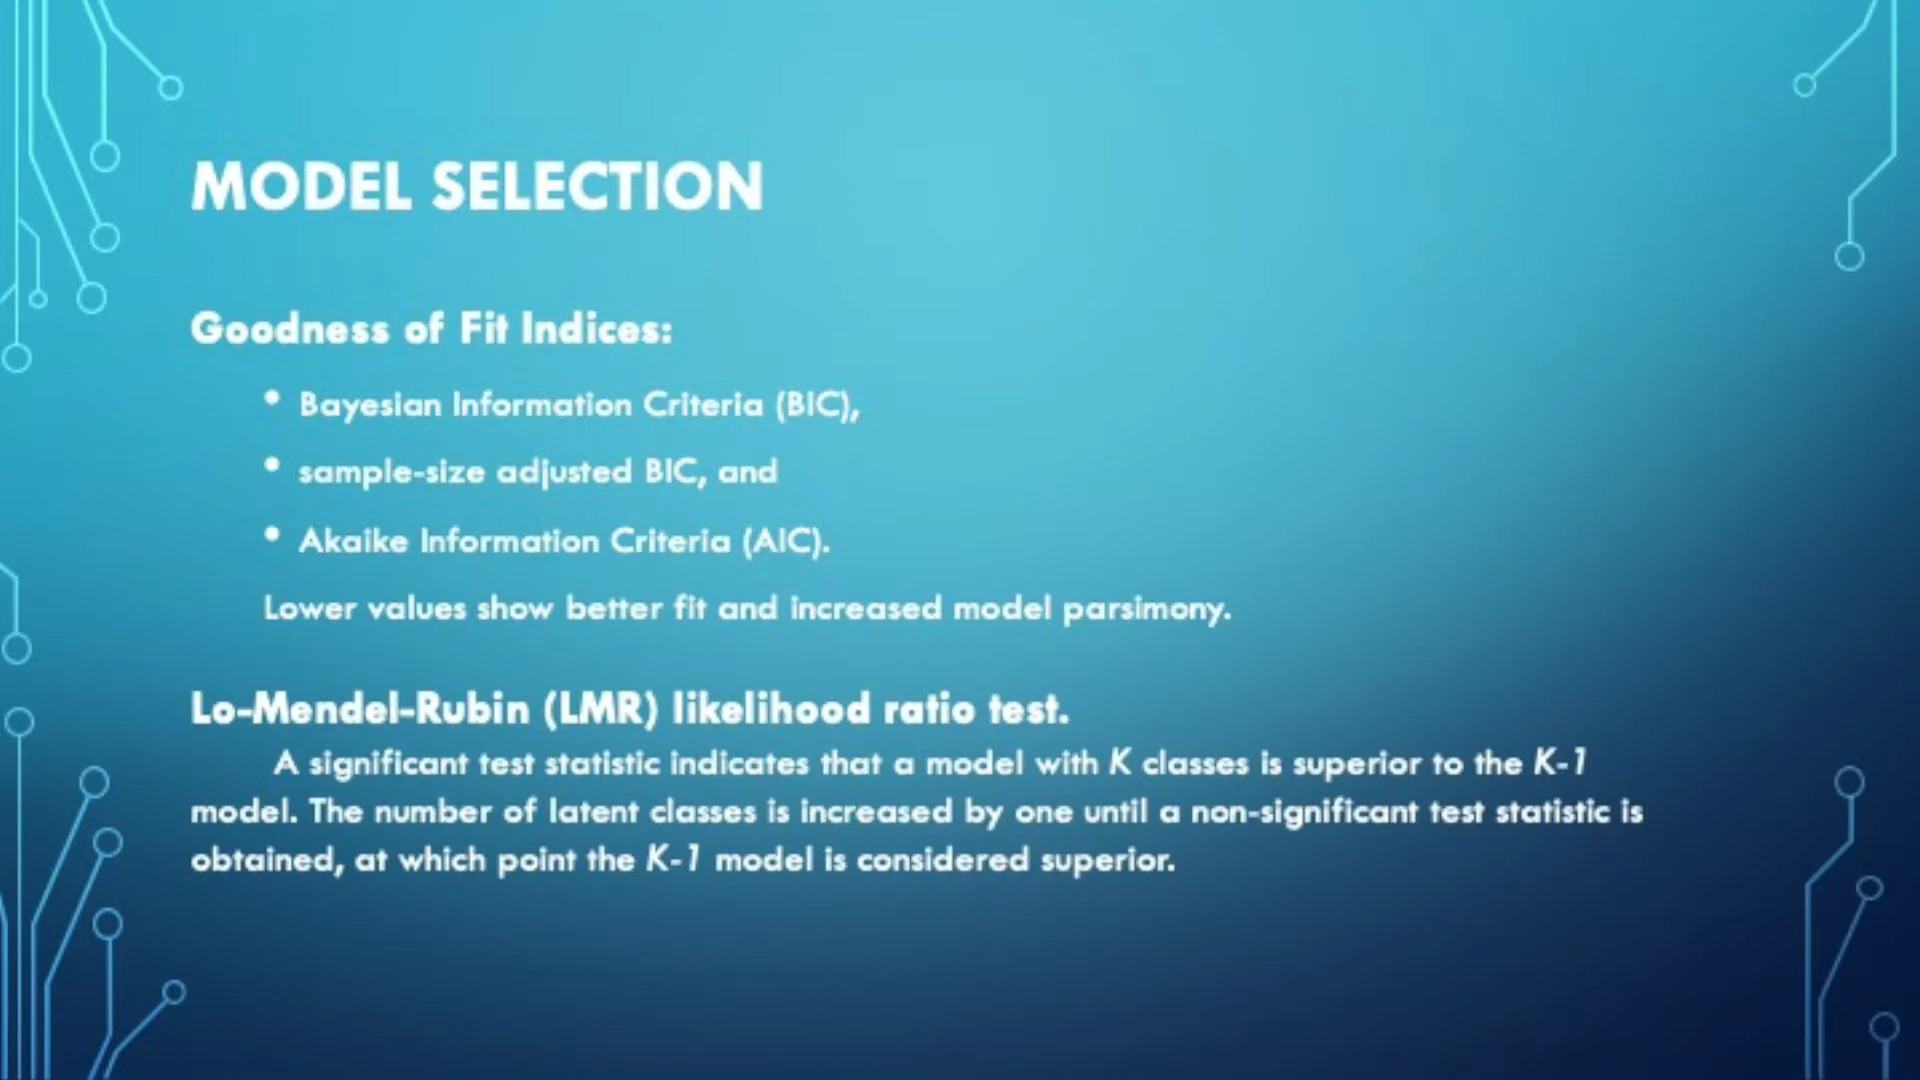 MODEL SELECTION
Goodness of Fit Indices:
• Bayesian Information Criteria (BIC),
• sample-size adjusted BIC, and
• Akaike Information Criteria (AIC).
Lower values show better fit and increased model parsimony.
Lo-Mendel-Rubin (LMR) likelihood ratio test.
A significant test statistic indicates that a model with K classes is superior to the K-1
model. The number of latent classes is increased by one until a non-significant test statistic is
obtained, at which point the K-1 model is considered superior.